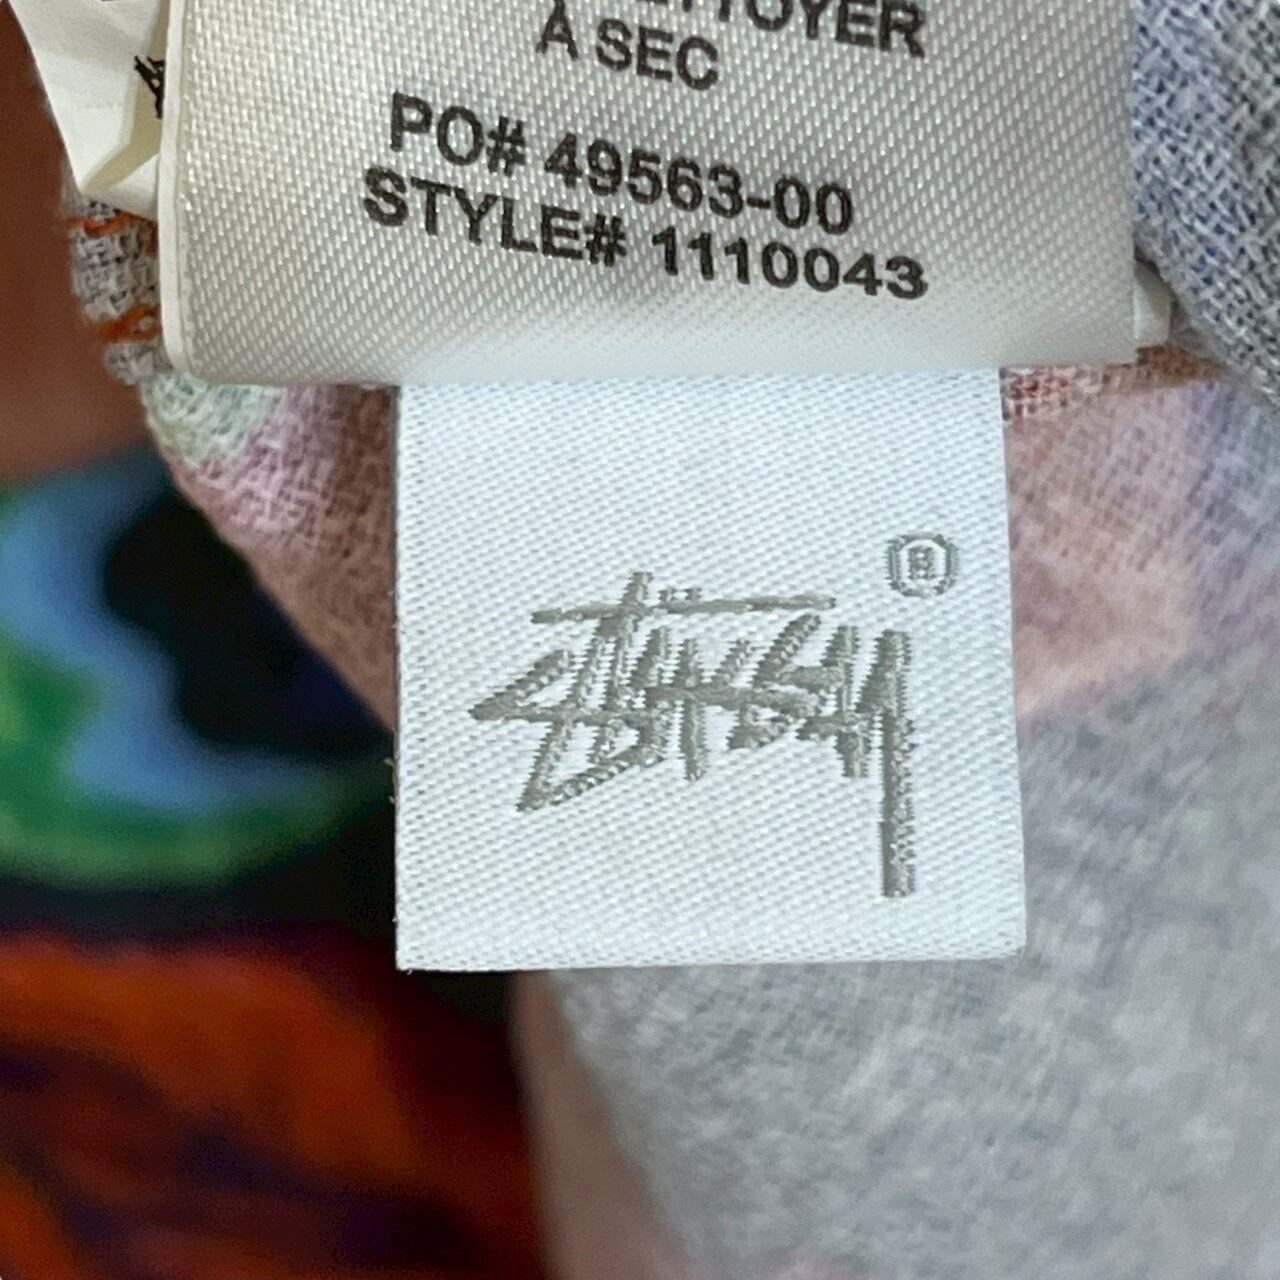 À SEC
PO# 49563-00
STYLE# 1110043
Stüssy ®